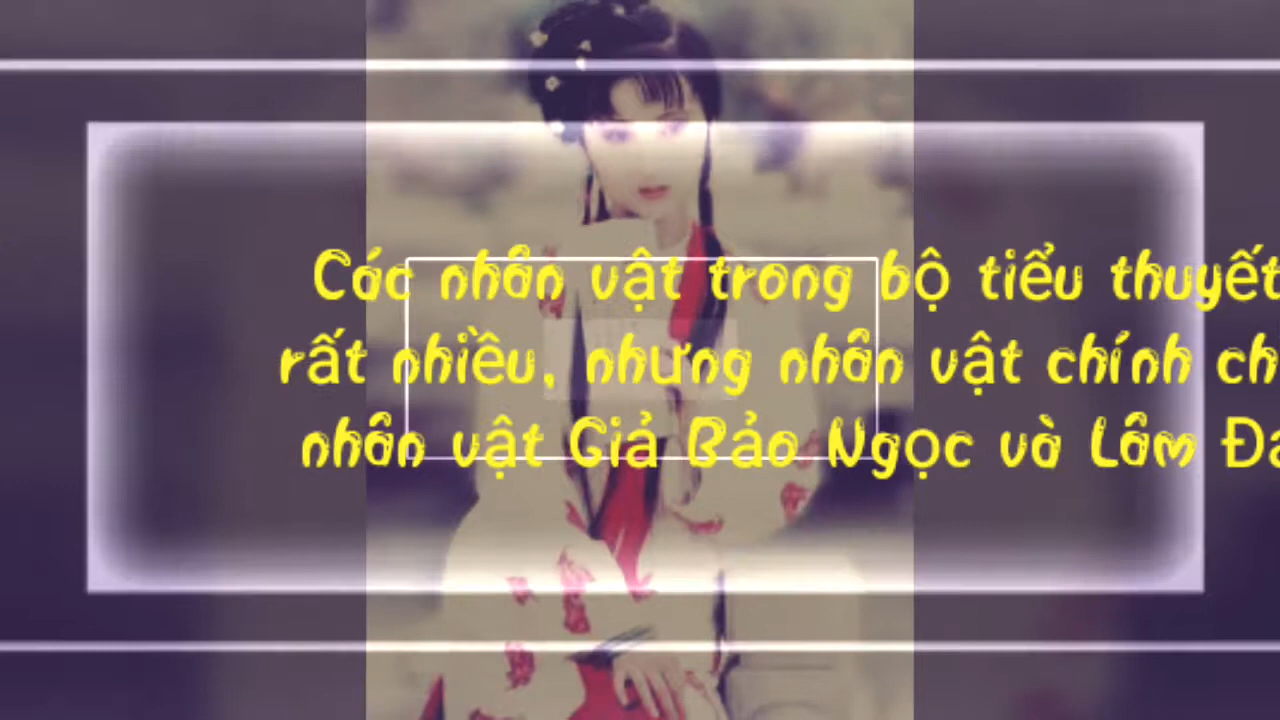 Các nhân vật trong bộ tiểu thuyết
rất nhiều, nhưng nhân vật chính
nhân vật Giả Bảo Ngọc và Lâm